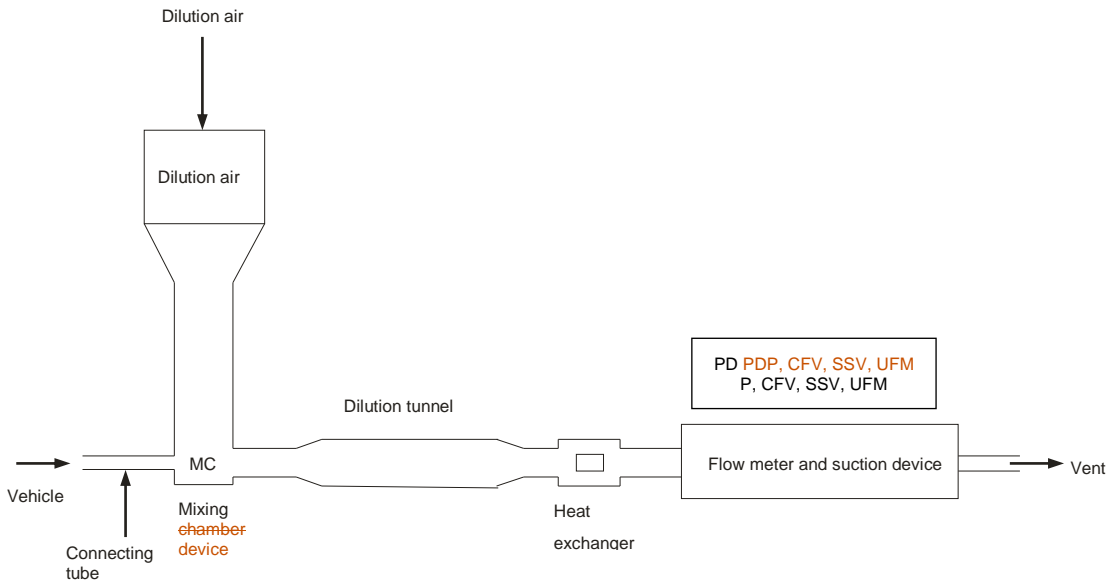 Dilution air
Dilution air
PD PDP, CFV, SSV, UFM
P, CFV, SSV, UFM
Dilution tunnel
MC
Flow meter and suction device
Vent
Vehicle
Mixing
chamber
device
Heat
exchanger
Connecting
tube